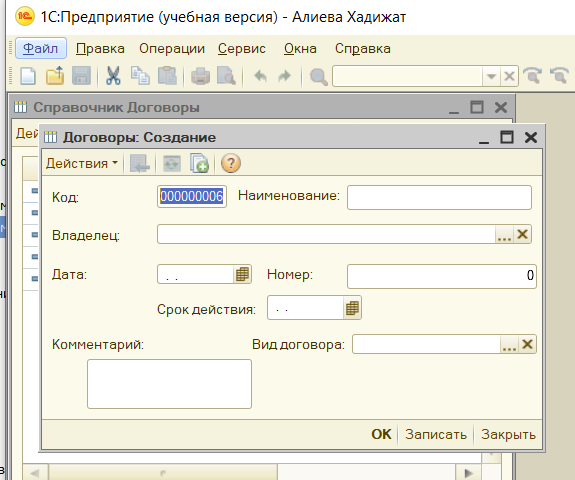 1С:Предприятие (учебная версия) - Алиева Хадижат
Файл Правка Операции Сервис Окна Справка
Справочник Договоры
Дей
Договоры: Создание
Действия
Код: 000000006 Наименование:
Владелец:
Дата: . . Номер: 0
Срок действия: . .
Комментарий: Вид договора:
OK Записать Закрыть